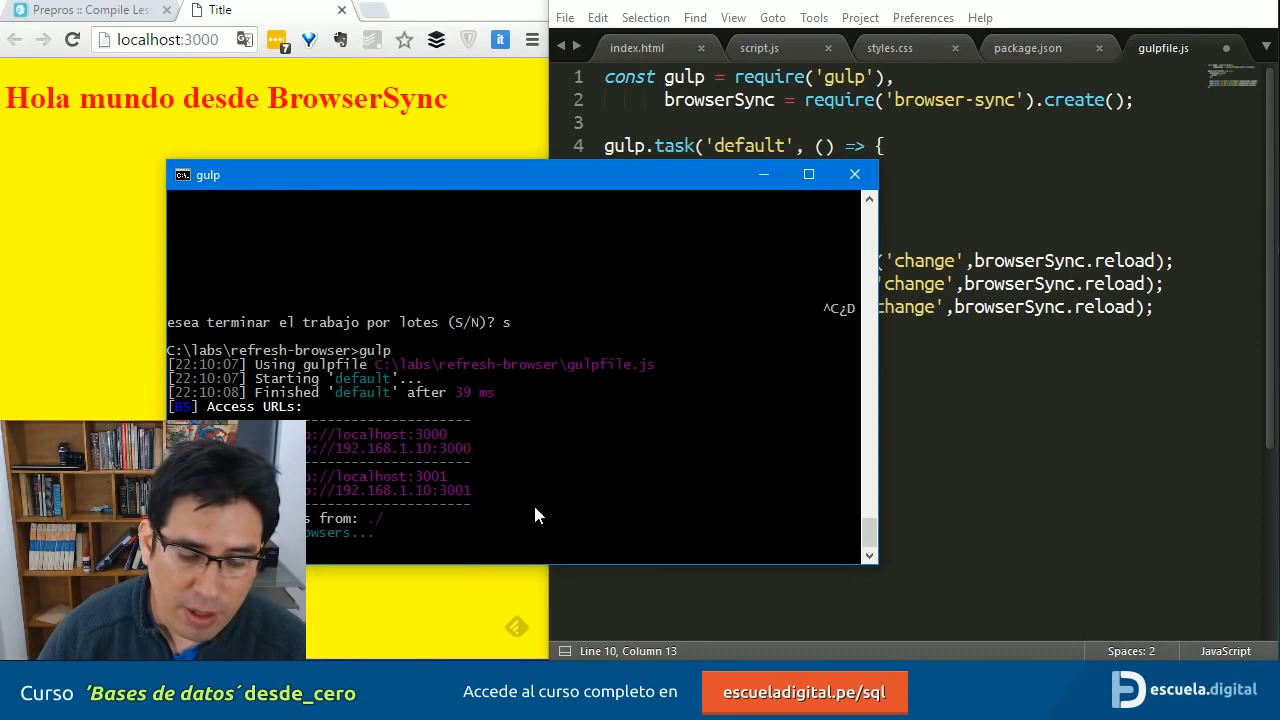 Prepros :: Compile Les
Title
localhost:3000
7
it
Hola mundo desde BrowserSync
File Edit Selection Find View Goto Tools Project Preferences Help
index.html script.js styles.css package.json gulpfile.js
1 const gulp = require('gulp'),
2 browserSync = require('browser-sync').create();
3
4 gulp.task('default', () => {
('change',browserSync.reload);
'change',browserSync.reload);
change',browserSync.reload);
gulp
^C¿D
esea terminar el trabajo por lotes (S/N)? s
C:\labs\refresh-browser>gulp
[22:10:07] Using gulpfile C:\labs\refresh-browser\gulpfile.js
[22:10:07] Starting 'default'...
[22:10:08] Finished 'default' after 39 ms
[BS] Access URLs:
--------------------
p://localhost:3000
p://192.168.1.10:3000
--------------------
p://localhost:3001
p://192.168.1.10:3001
--------------------
s from: ./
owsers...
Line 10, Column 13 Spaces: 2 JavaScript
Curso 'Bases de datos´ desde_cero
Accede al curso completo en
escueladigital.pe/sql
escuela.digital